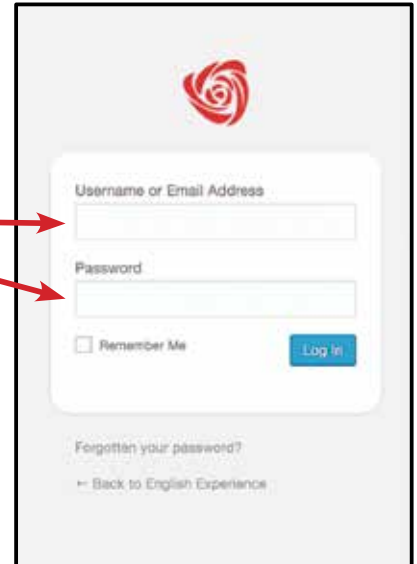 Username or Email Address
Password
Remember Me
Log In
Forgotten your password?
← Back to English Experience